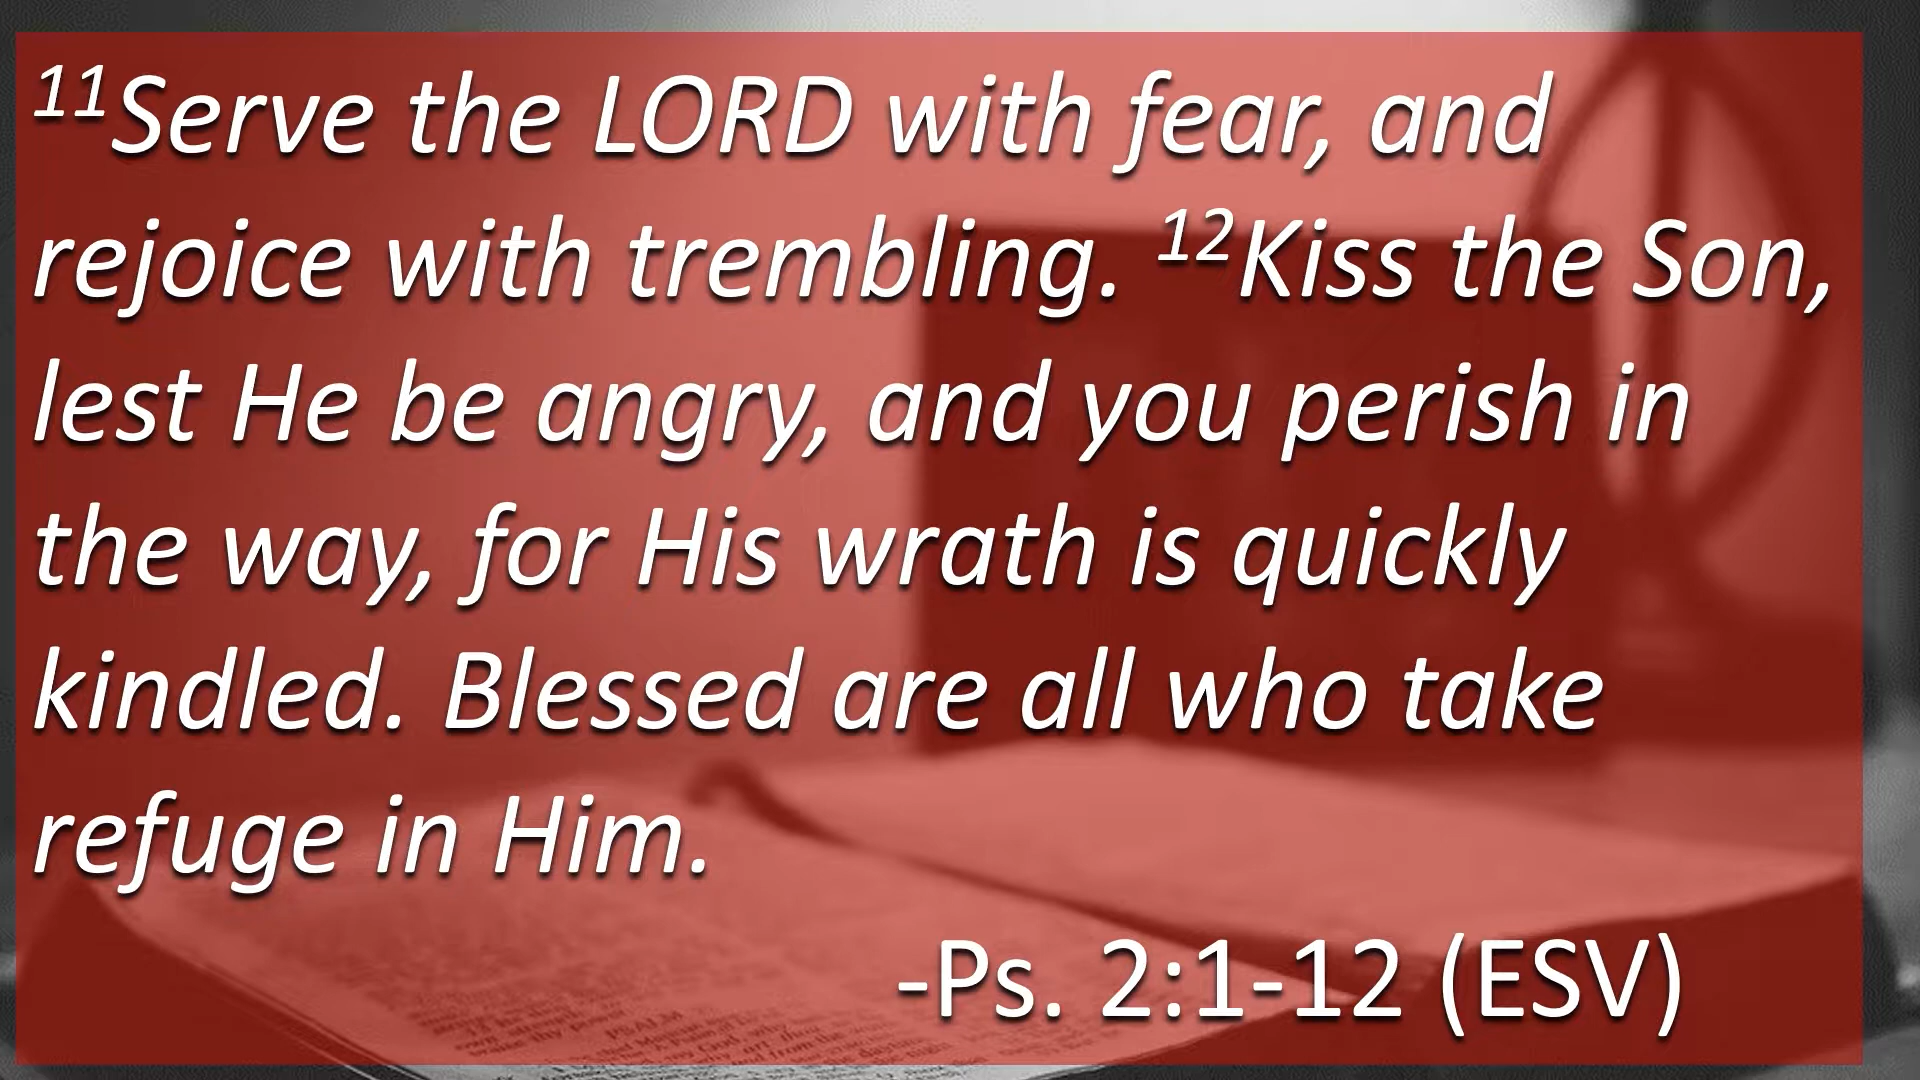 ¹¹Serve the LORD with fear, and
rejoice with trembling. ¹²Kiss the Son,
lest He be angry, and you perish in
the way, for His wrath is quickly
kindled. Blessed are all who take
refuge in Him.
-Ps. 2:1-12 (ESV)
PSALM